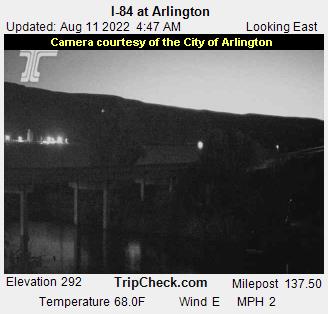 I-84 at Arlington
Updated: Aug 11 2022 4:47 AM Looking East
Camera courtesy of the City of Arlington
Elevation 292 TripCheck.com Milepost 137.50
Temperature 68.0F Wind E MPH 2